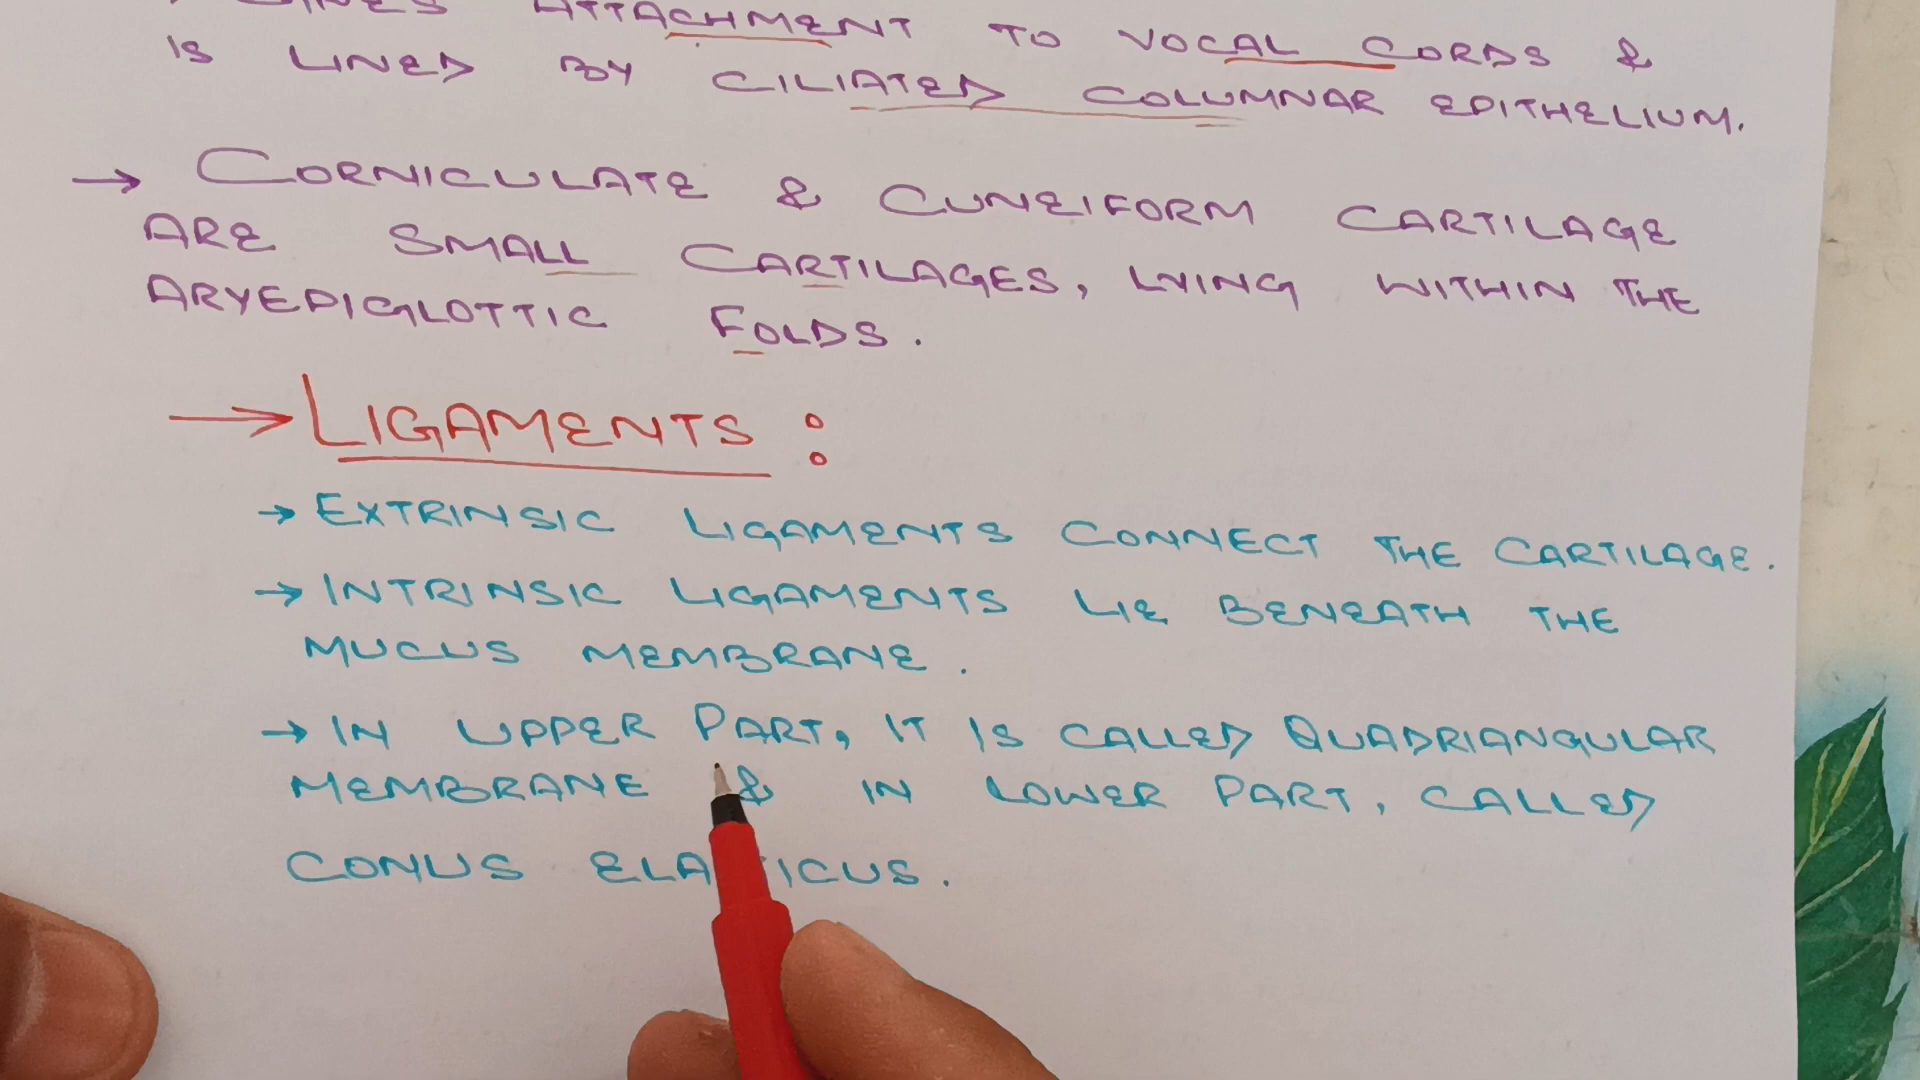 ATTACHMENT TO VOCAL CORDS &
IS LINED BY CILIATED COLUMNAR EPITHELIUM.
→ CORNICULATE & CUNEIFORM CARTILAGE
ARE SMALL CARTILAGES, LYING WITHIN THE
ARYEPIGLOTTIC FOLDS.
→ LIGAMENTS :
→ EXTRINSIC LIGAMENTS CONNECT THE CARTILAGE.
→ INTRINSIC LIGAMENTS LIE BENEATH THE
MUCUS MEMBRANE.
→ IN UPPER PART, IT IS CALLED QUADRIANGULAR
MEMBRANE & IN LOWER PART, CALLED
CONUS